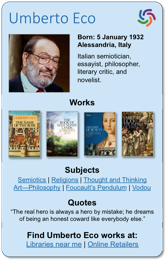 Umberto Eco
Born: 5 January 1932
Alessandria, Italy
Italian semiotician,
essayist, philosopher,
literary critic, and
novelist.
Works
Subjects
Semiotics | Religions | Thought and Thinking
Art—Philosophy | Foucault's Pendulum | Vodou
Quotes
"The real hero is always a hero by mistake; he dreams
of being an honest coward like everybody else."
Find Umberto Eco works at:
Libraries near me | Online Retailers